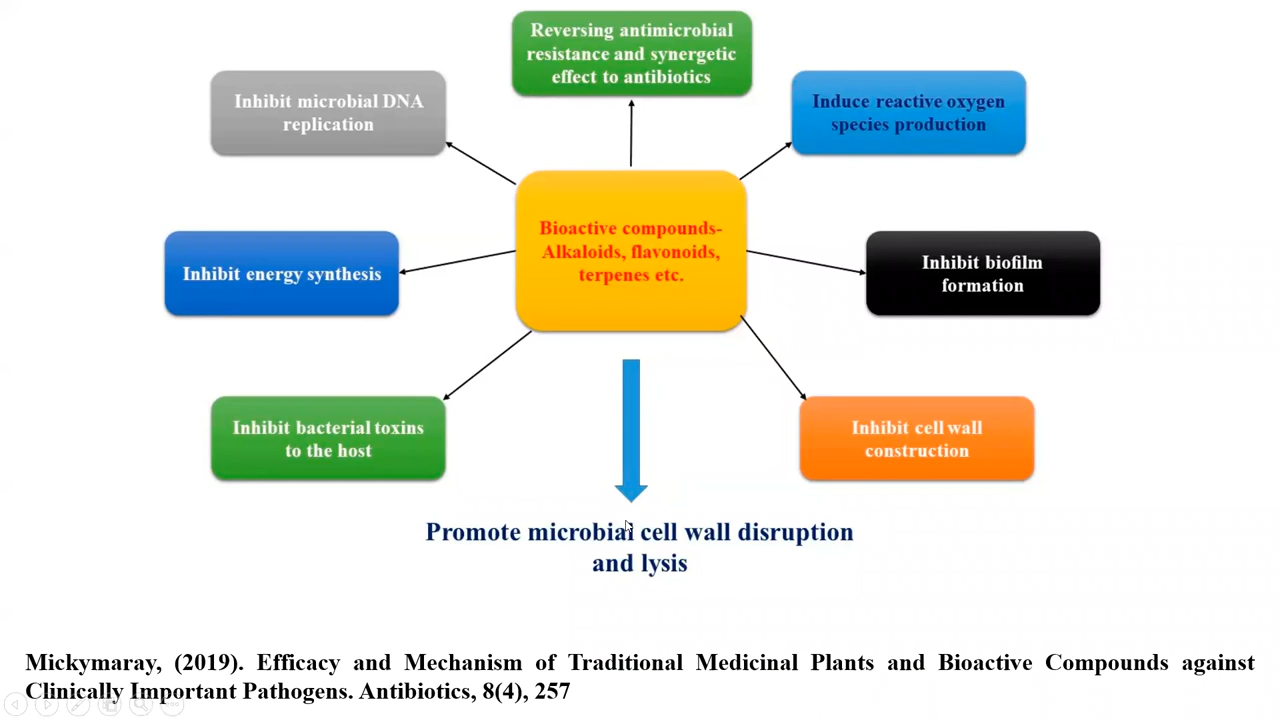 Reversing antimicrobial
resistance and synergetic
effect to antibiotics
Inhibit microbial DNA
replication
Induce reactive oxygen
species production
Bioactive compounds-
Alkaloids, flavonoids,
terpenes etc.
Inhibit energy synthesis
Inhibit biofilm
formation
Inhibit bacterial toxins
to the host
Inhibit cell wall
construction
Promote microbial cell wall disruption
and lysis
Mickymaray, (2019). Efficacy and Mechanism of Traditional Medicinal Plants and Bioactive Compounds against
Clinically Important Pathogens. Antibiotics, 8(4), 257